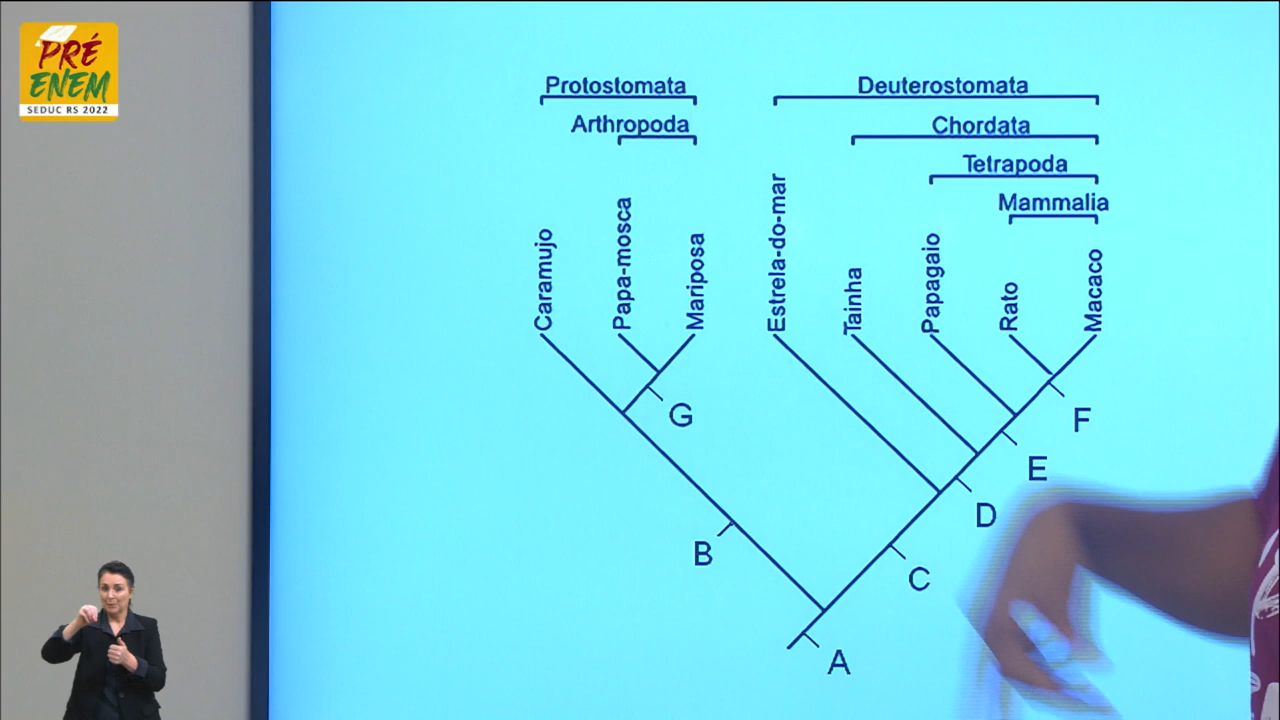 PRÉ
ENEM
SEDUC RS 2022
Protostomata
Deuterostomata
Arthropoda
Chordata
Tetrapoda
Mammalia
Caramujo
Papa-mosca
Mariposa
Estrela-do-mar
Tainha
Papagaio
Rato
Macaco
G
F
E
D
B
C
A